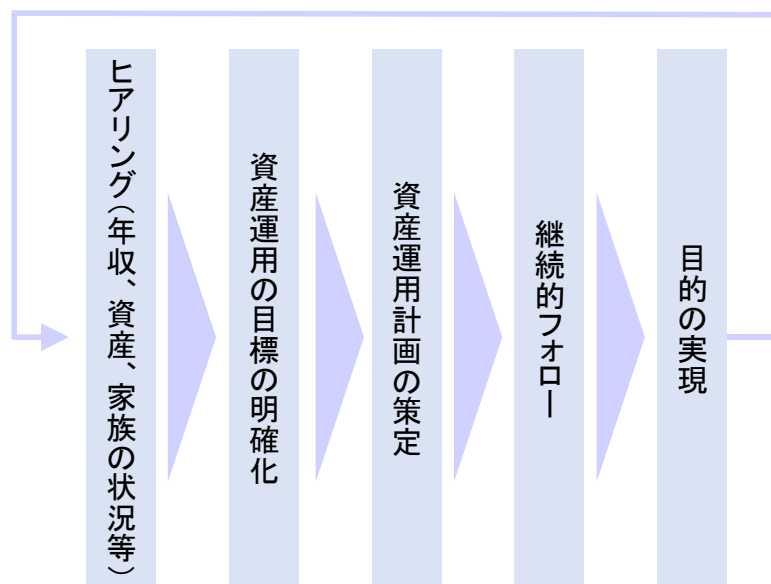 ヒアリング（年収、資産、家族の状況等）
資産運用の目標の明確化
資産運用計画の策定
継続的フォロー
目的の実現